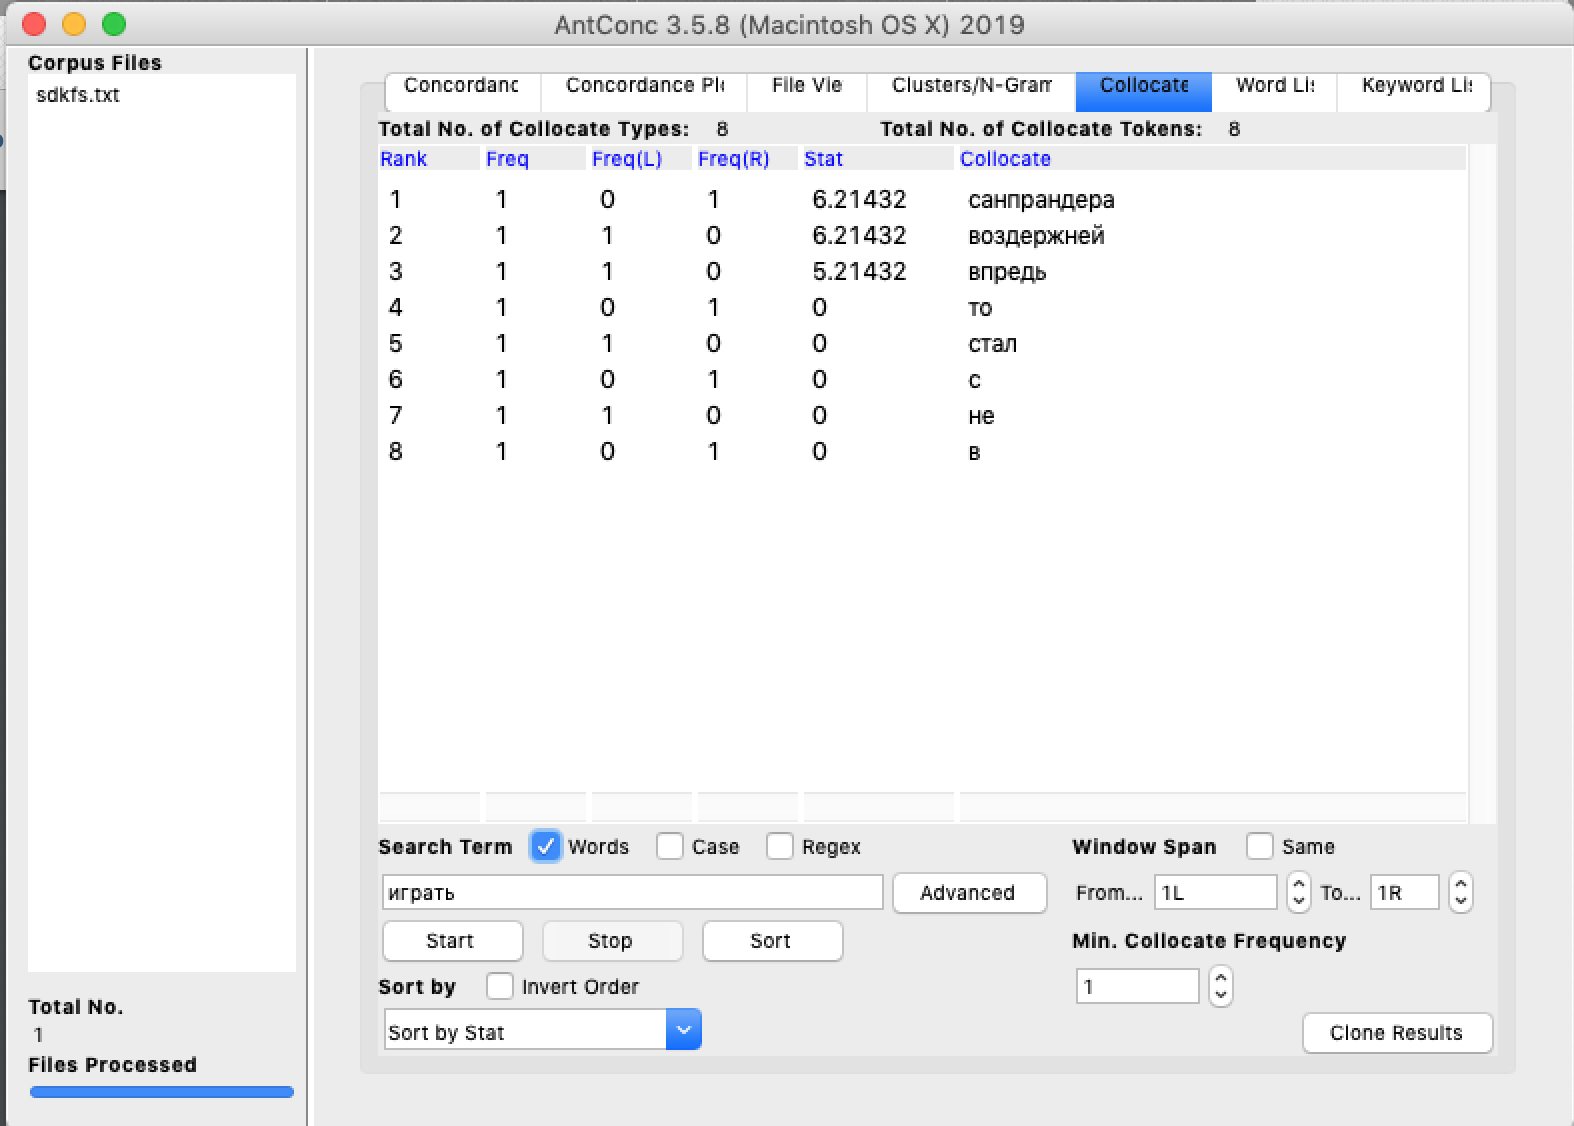 AntConc 3.5.8 (Macintosh OS X) 2019
Corpus Files
sdkfs.txt
Concordanc Concordance Pl File Vie Clusters/N-Gram Collocate Word Lis Keyword Lis
Total No. of Collocate Types: 8 Total No. of Collocate Tokens: 8
Rank Freq Freq(L) Freq(R) Stat Collocate
1 1 0 1 6.21432 санпрандера
2 1 1 0 6.21432 воздержней
3 1 1 0 5.21432 впредь
4 1 0 1 0 то
5 1 1 0 0 стал
6 1 0 1 0 с
7 1 1 0 0 не
8 1 0 1 0 в
Search Term Words Case Regex Window Span Same
играть Advanced From... 1L To... 1R
Start Stop Sort Min. Collocate Frequency
Sort by Invert Order 1
Sort by Stat Clone Results
Total No.
1
Files Processed